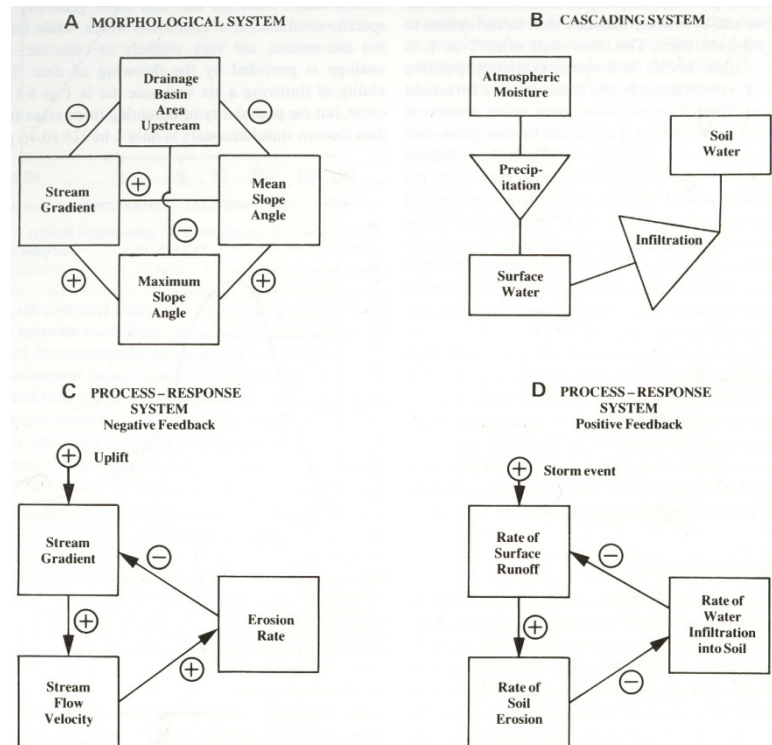 A MORPHOLOGICAL SYSTEM
Drainage
Basin
Area
Upstream
−
−
Stream
Gradient
+
−
Mean
Slope
Angle
+
+
Maximum
Slope
Angle
B CASCADING SYSTEM
Atmospheric
Moisture
Precip-
itation
Surface
Water
Infiltration
Soil
Water
C PROCESS – RESPONSE
SYSTEM
Negative Feedback
+ Uplift
Stream
Gradient
−
+
Erosion
Rate
+
Stream
Flow
Velocity
D PROCESS – RESPONSE
SYSTEM
Positive Feedback
+ Storm event
Rate of
Surface
Runoff
−
+
Rate of
Water
Infiltration
into Soil
−
Rate of
Soil
Erosion